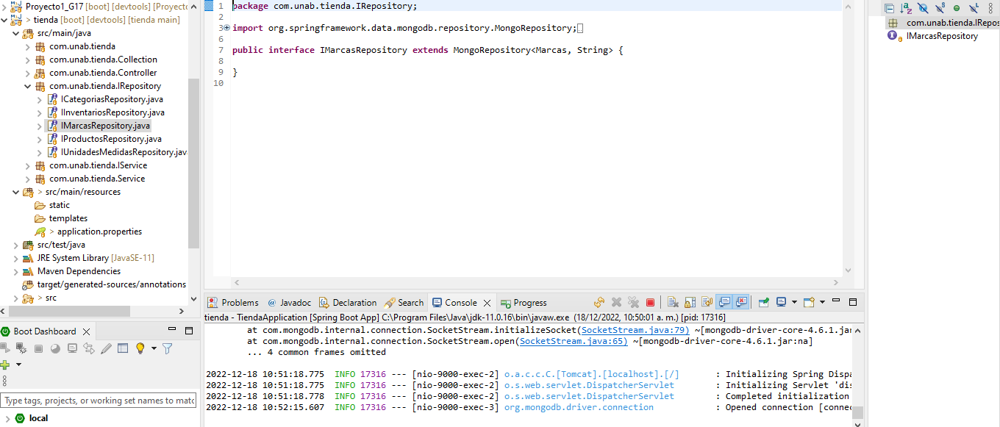 Proyecto1_G17 [boot] [devtools] [Proyecto
> tienda [boot] [devtools] [tienda main]
src/main/java
com.unab.tienda
com.unab.tienda.Collection
com.unab.tienda.Controller
com.unab.tienda.IRepository
ICategoriasRepository.java
IInventariosRepository.java
IMarcasRepository.java
IProductosRepository.java
IUnidadesMedidasRepository.java
com.unab.tienda.IService
com.unab.tienda.Service
> src/main/resources
static
templates
> application.properties
src/test/java
JRE System Library [JavaSE-11]
Maven Dependencies
target/generated-sources/annotations
> src
Boot Dashboard
Type tags, projects, or working set names to matc
local
1 package com.unab.tienda.IRepository;
2
3 import org.springframework.data.mongodb.repository.MongoRepository;
6
7 public interface IMarcasRepository extends MongoRepository<Marcas, String> {
8
9 }
10
com.unab.tienda.IRepos
IMarcasRepository
Problems @ Javadoc Declaration Search Console Progress
tienda - TiendaApplication [Spring Boot App] C:\Program Files\Java\jdk-11.0.16\bin\javaw.exe (18/12/2022, 10:50:01 a. m.) [pid: 17316]
at com.mongodb.internal.connection.SocketStream.initializeSocket(SocketStream.java:79) ~[mongodb-driver-core-4.6.1.jar
at com.mongodb.internal.connection.SocketStream.open(SocketStream.java:65) ~[mongodb-driver-core-4.6.1.jar:na]
... 4 common frames omitted
2022-12-18 10:51:18.775 INFO 17316 --- [nio-9000-exec-2] o.a.c.c.C.[Tomcat].[localhost].[/] : Initializing Spring Dispa
2022-12-18 10:51:18.775 INFO 17316 --- [nio-9000-exec-2] o.s.web.servlet.DispatcherServlet : Initializing Servlet 'dis
2022-12-18 10:51:18.778 INFO 17316 --- [nio-9000-exec-2] o.s.web.servlet.DispatcherServlet : Completed initialization
2022-12-18 10:52:15.607 INFO 17316 --- [nio-9000-exec-3] org.mongodb.driver.connection : Opened connection [connec